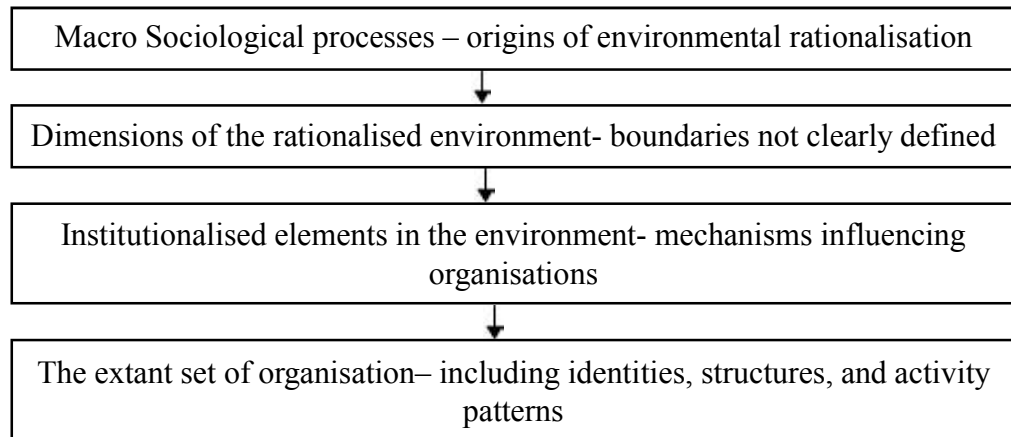 Macro Sociological processes – origins of environmental rationalisation
Dimensions of the rationalised environment- boundaries not clearly defined
Institutionalised elements in the environment- mechanisms influencing
organisations
The extant set of organisation– including identities, structures, and activity
patterns